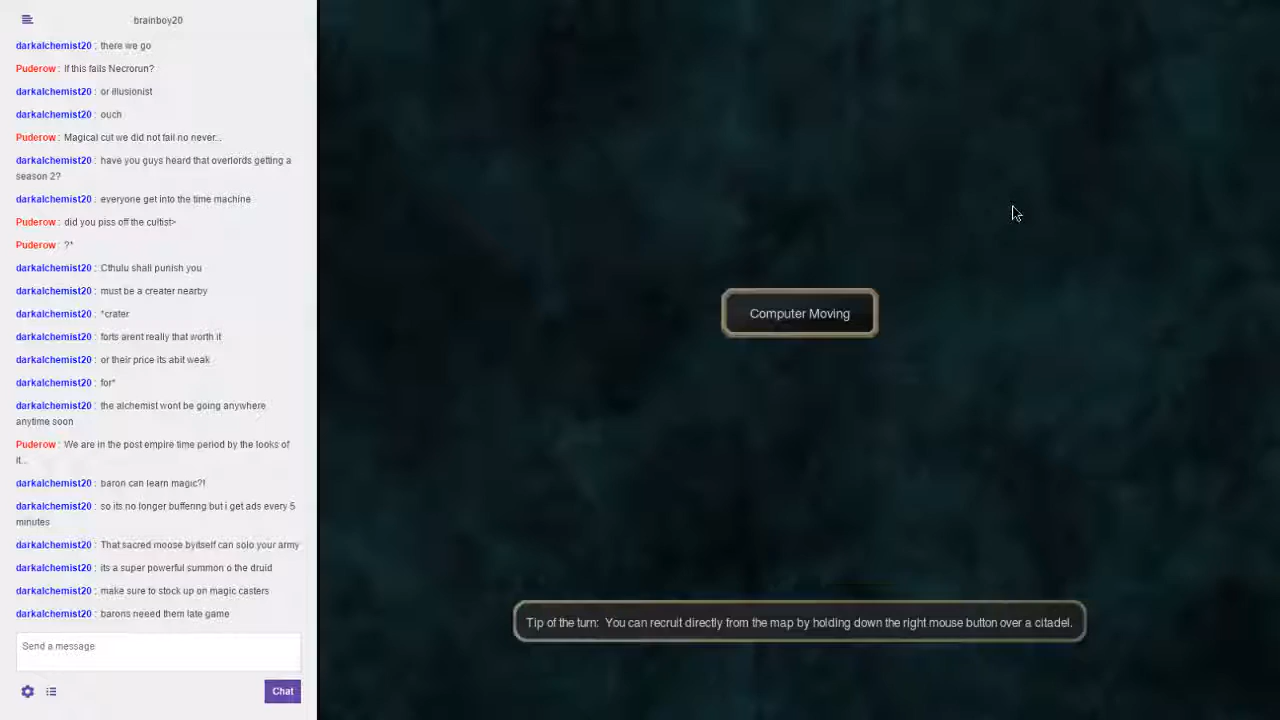 brainboy20
darkalchemist20 : there we go
Puderow : If this fails Necrorun?
darkalchemist20 : or illusionist
darkalchemist20 : ouch
Puderow : Magical cut we did not fail no never...
darkalchemist20 : have you guys heard that overlords getting a
season 2?
darkalchemist20 : everyone get into the time machine
Puderow : did you piss off the cultist>
Puderow : ?*
darkalchemist20 : Cthulu shall punish you
darkalchemist20 : must be a creater nearby
darkalchemist20 : *crater
darkalchemist20 : forts arent really that worth it
darkalchemist20 : or their price its abit weak
darkalchemist20 : for*
darkalchemist20 : the alchemist wont be going anywhere
anytime soon
Puderow : We are in the post empire time period by the looks of
it...
darkalchemist20 : baron can learn magic?!
darkalchemist20 : so its no longer buffering but i get ads every 5
minutes
darkalchemist20 : That sacred moose byitself can solo your army
darkalchemist20 : its a super powerful summon o the druid
darkalchemist20 : make sure to stock up on magic casters
darkalchemist20 : barons neeed them late game
Send a message
Chat
Computer Moving
Tip of the turn: You can recruit directly from the map by holding down the right mouse button over a citadel.